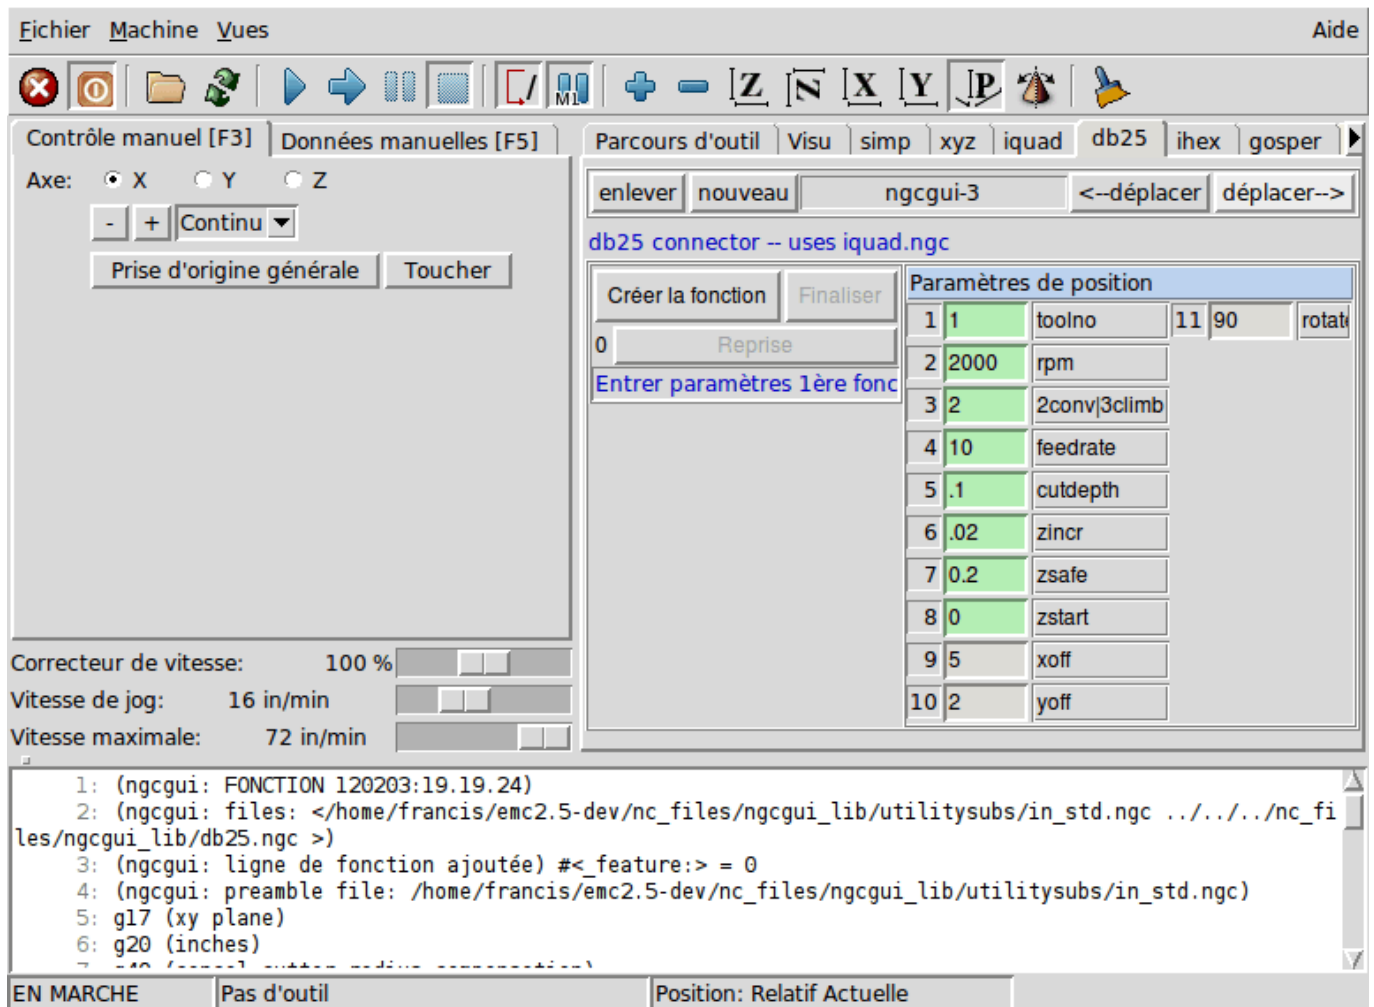 Fichier Machine Vues Aide
Z N X Y P
M1
Contrôle manuel [F3] Données manuelles [F5]
Parcours d'outil Visu simp xyz iquad db25 ihex gosper
Axe: X Y Z
enlever nouveau ngcgui-3 <--déplacer déplacer-->
- + Continu
db25 connector -- uses iquad.ngc
Prise d'origine générale Toucher
Créer la fonction Finaliser
Paramètres de position
0 Reprise
Entrer paramètres 1ère fonc
1 1 toolno 11 90 rotate
2 2000 rpm
3 2 2conv|3climb
4 10 feedrate
5 .1 cutdepth
6 .02 zincr
7 0.2 zsafe
8 0 zstart
9 5 xoff
10 2 yoff
Correcteur de vitesse: 100 %
Vitesse de jog: 16 in/min
Vitesse maximale: 72 in/min
1: (ngcgui: FONCTION 120203:19.19.24)
2: (ngcgui: files: </home/francis/emc2.5-dev/nc_files/ngcgui_lib/utilitysubs/in_std.ngc ../../../nc_fi
les/ngcgui_lib/db25.ngc >)
3: (ngcgui: ligne de fonction ajoutée) #<_feature:> = 0
4: (ngcgui: preamble file: /home/francis/emc2.5-dev/nc_files/ngcgui_lib/utilitysubs/in_std.ngc)
5: g17 (xy plane)
6: g20 (inches)
7: g40 (cancel cutter radius compensation)
EN MARCHE Pas d'outil Position: Relatif Actuelle